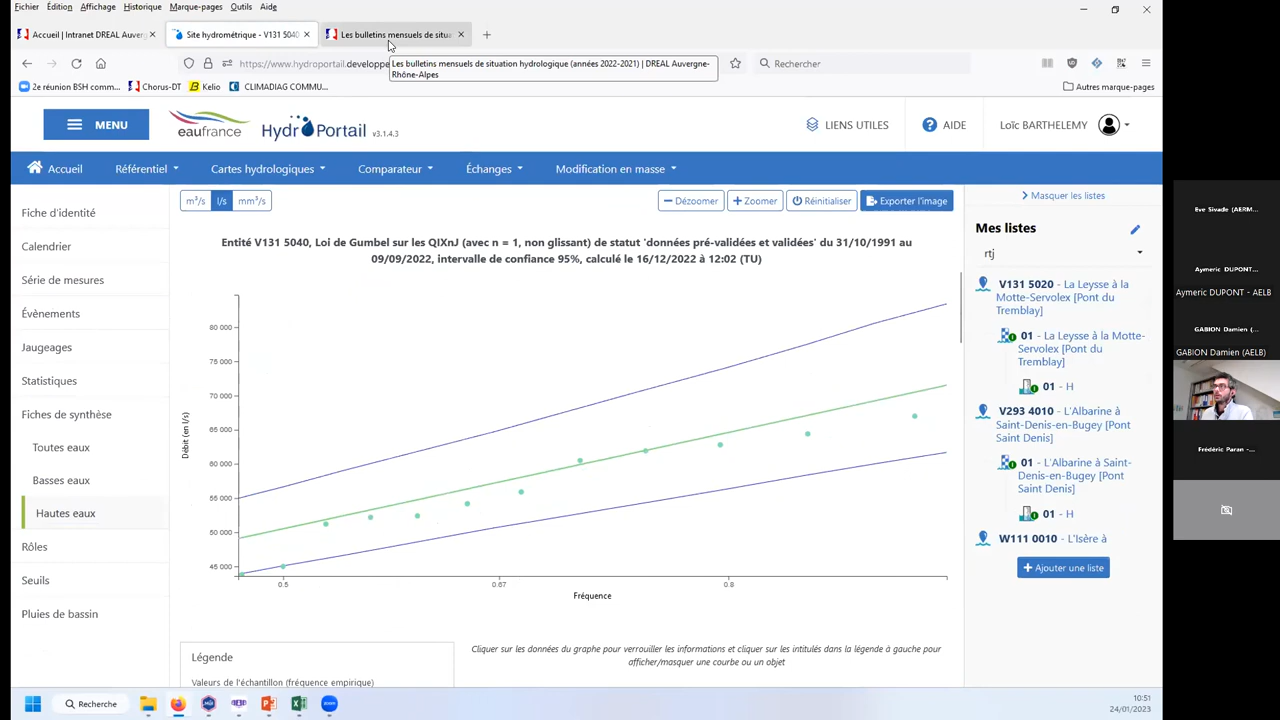 Fichier Édition Affichage Historique Marque-pages Outils Aide
Accueil | Intranet DREAL Auverg
Site hydrométrique - V131 5040
Les bulletins mensuels de situa
https://www.hydroportail.developpe
Rechercher
Les bulletins mensuels de situation hydrologique (années 2022-2021) | DREAL Auvergne-
Rhône-Alpes
2e réunion BSH comm...
Chorus-DT
Kelio
CLIMADIAG COMMU...
Autres marque-pages
MENU
eaufrance
HydroPortail v3.1.4.3
LIENS UTILES
AIDE
Loïc BARTHELEMY
Accueil
Référentiel
Cartes hydrologiques
Comparateur
Échanges
Modification en masse
Fiche d'identité
Calendrier
Série de mesures
Évènements
Jaugeages
Statistiques
Fiches de synthèse
Toutes eaux
Basses eaux
Hautes eaux
Rôles
Seuils
Pluies de bassin
m³/s l/s mm³/s
Dézoomer
Zoomer
Réinitialiser
Exporter l'image
Entité V131 5040, Loi de Gumbel sur les QIXnJ (avec n = 1, non glissant) de statut 'données pré-validées et validées' du 31/10/1991 au
09/09/2022, intervalle de confiance 95%, calculé le 16/12/2022 à 12:02 (TU)
Débit (en l/s)
80 000
75 000
70 000
65 000
60 000
55 000
50 000
45 000
0.5
0.67
0.8
Fréquence
Légende
Valeurs de l'échantillon (fréquence empirique)
Cliquer sur les données du graphe pour verrouiller les informations et cliquer sur les intitulés dans la légende à gauche pour
afficher/masquer une courbe ou un objet
Masquer les listes
Mes listes
rtj
V131 5020 - La Leysse à la
Motte-Servolex [Pont du
Tremblay]
01 - La Leysse à la Motte-
Servolex [Pont du
Tremblay]
01 - H
V293 4010 - L'Albarine à
Saint-Denis-en-Bugey [Pont
Saint Denis]
01 - L'Albarine à Saint-
Denis-en-Bugey [Pont
Saint Denis]
01 - H
W111 0010 - L'Isère à
Ajouter une liste
Eve Sivade (AERM...
Aymeric DUPONT...
Aymeric DUPONT - AELB
GABION Damien (...
GABION Damien (AELB)
Frédéric Paran -...
Recherche
10:51
24/01/2023